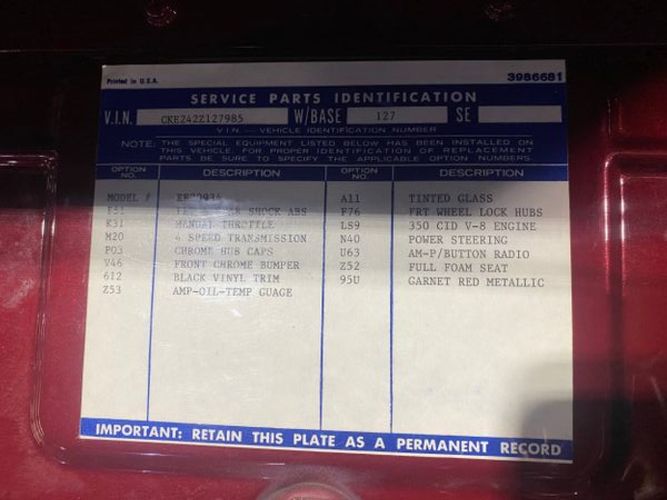 Printed in U.S.A. 3986681
SERVICE PARTS IDENTIFICATION
V.I.N. CKE242Z127985 W/BASE 127 SE
V.I.N. — VEHICLE IDENTIFICATION NUMBER
NOTE: THE SPECIAL EQUIPMENT LISTED BELOW HAS BEEN INSTALLED ON
THIS VEHICLE. FOR PROPER IDENTIFICATION OF REPLACEMENT
PARTS BE SURE TO SPECIFY THE APPLICABLE OPTION NUMBERS.
OPTION NO. DESCRIPTION OPTION NO. DESCRIPTION
MODEL # A11 TINTED GLASS
F51 SHOCK ABS F76 FRT WHEEL LOCK HUBS
K31 MANUAL THROTTLE LS9 350 CID V-8 ENGINE
M20 4 SPEED TRANSMISSION N40 POWER STEERING
P03 CHROME HUB CAPS U63 AM-P/BUTTON RADIO
V46 FRONT CHROME BUMPER Z52 FULL FOAM SEAT
612 BLACK VINYL TRIM 95U GARNET RED METALLIC
Z53 AMP-OIL-TEMP GUAGE
IMPORTANT: RETAIN THIS PLATE AS A PERMANENT RECORD